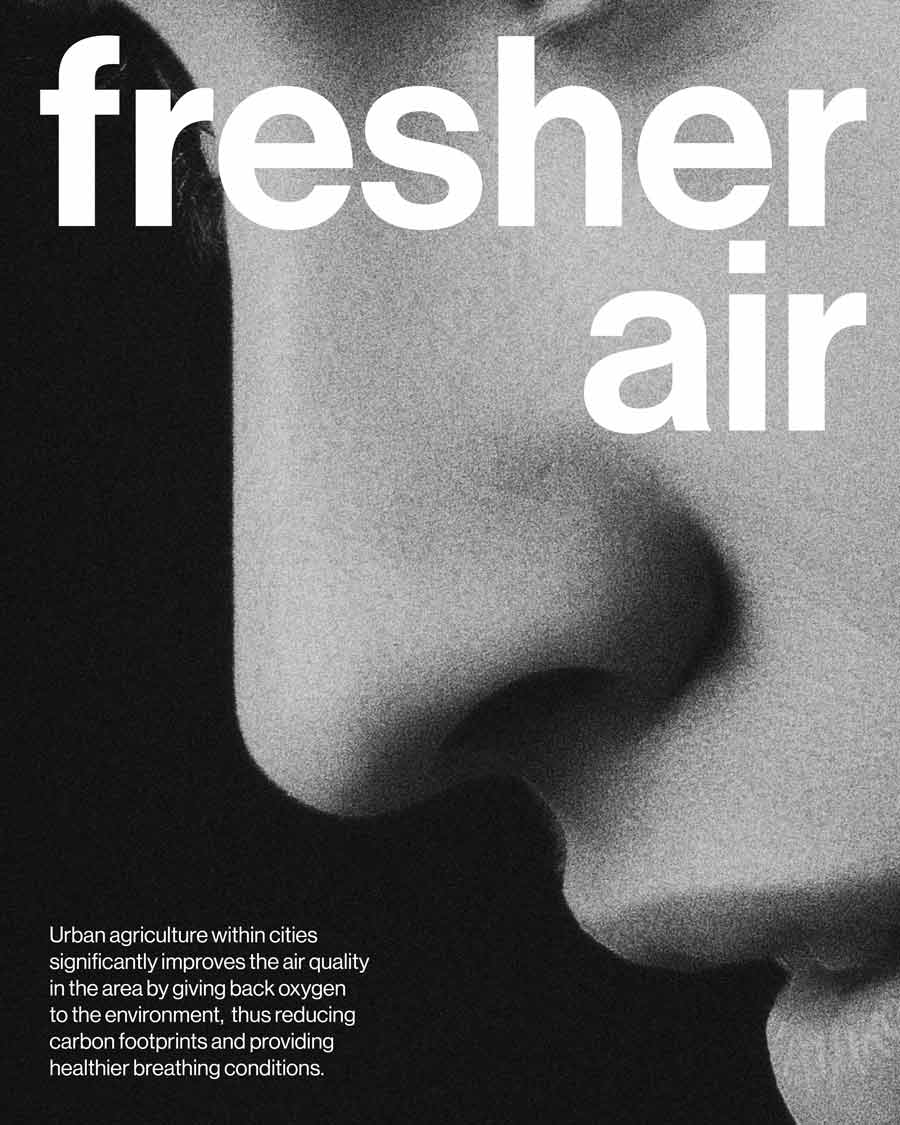 fresher
air
Urban agriculture within cities
significantly improves the air quality
in the area by giving back oxygen
to the environment,  thus reducing
carbon footprints and providing
healthier breathing conditions.